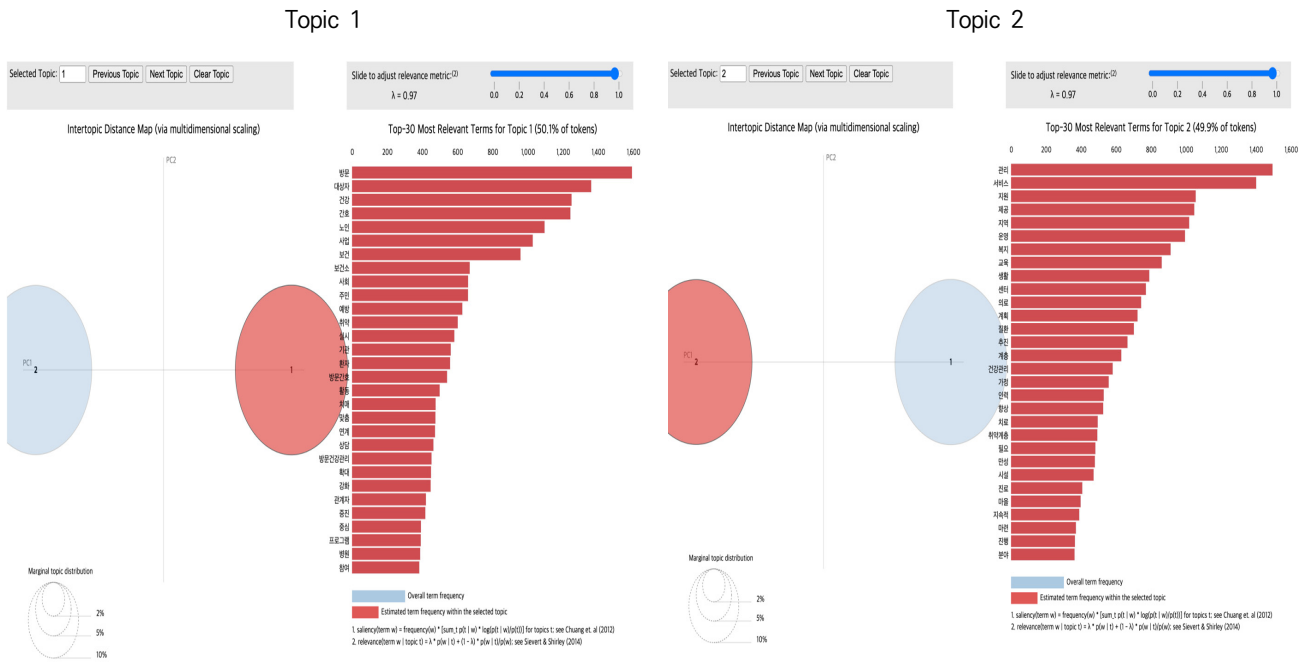 Topic 1
Selected Topic: 1 Previous Topic Next Topic Clear Topic
Slide to adjust relevance metric:(2)
λ = 0.97
0.0 0.2 0.4 0.6 0.8 1.0
Intertopic Distance Map (via multidimensional scaling)
PC2
PC1
2
1
Marginal topic distribution
2%
5%
10%
Top-30 Most Relevant Terms for Topic 1 (50.1% of tokens)
0 200 400 600 800 1,000 1,200 1,400 1,600
방문
대상자
건강
간호
노인
사업
보건
보건소
사회
주민
예방
취약
실시
기관
환자
방문간호
활동
치매
맞춤
연계
상담
방문건강관리
확대
강화
관계자
증진
중심
프로그램
병원
참여
Overall term frequency
Estimated term frequency within the selected topic
1. saliency(term w) = frequency(w) * [sum_t p(t | w) * log(p(t | w)/p(t))] for topics t; see Chuang et. al (2012)
2. relevance(term w | topic t) = λ * p(w | t) + (1 - λ) * p(w | t)/p(w); see Sievert & Shirley (2014)
Topic 2
Selected Topic: 2 Previous Topic Next Topic Clear Topic
Slide to adjust relevance metric:(2)
λ = 0.97
0.0 0.2 0.4 0.6 0.8 1.0
Intertopic Distance Map (via multidimensional scaling)
PC2
PC1
2
1
Marginal topic distribution
2%
5%
10%
Top-30 Most Relevant Terms for Topic 2 (49.9% of tokens)
0 200 400 600 800 1,000 1,200 1,400 1,600
관리
서비스
지원
제공
지역
운영
복지
교육
생활
센터
의료
계획
질환
추진
계층
건강관리
가정
인력
향상
치료
취약계층
필요
만성
시설
진료
마을
지속적
마련
진행
분야
Overall term frequency
Estimated term frequency within the selected topic
1. saliency(term w) = frequency(w) * [sum_t p(t | w) * log(p(t | w)/p(t))] for topics t; see Chuang et. al (2012)
2. relevance(term w | topic t) = λ * p(w | t) + (1 - λ) * p(w | t)/p(w); see Sievert & Shirley (2014)